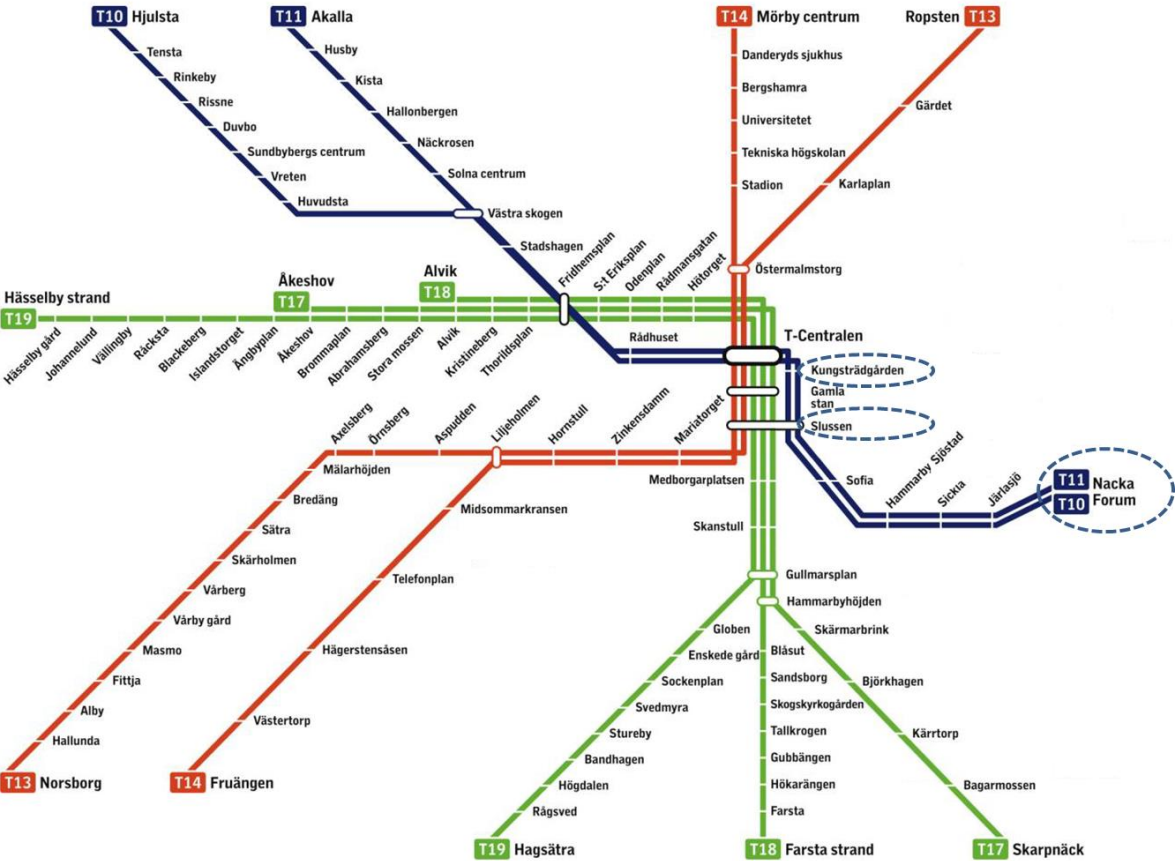 T10 Hjulsta
T11 Akalla
T14 Mörby centrum
Ropsten T13
Tensta
Rinkeby
Rissne
Duvbo
Sundbybergs centrum
Vreten
Huvudsta
Husby
Kista
Hallonbergen
Näckrosen
Solna centrum
Västra skogen
Stadshagen
Fridhemsplan
Danderyds sjukhus
Bergshamra
Universitetet
Tekniska högskolan
Stadion
Gärdet
Karlaplan
Östermalmstorg
Hässelby strand
T19
Åkeshov
T17
Alvik
T18
S:t Eriksplan
Odenplan
Rådmansgatan
Hötorget
Hässelby gård
Johannelund
Vällingby
Råcksta
Blackeberg
Islandstorget
Ängbyplan
Åkeshov
Brommaplan
Abrahamsberg
Stora mossen
Alvik
Kristineberg
Thorildsplan
Rådhuset
T-Centralen
Kungsträdgården
Gamla
stan
Slussen
Axelsberg
Örnsberg
Aspudden
Liljeholmen
Hornstull
Zinkensdamm
Mariatorget
Mälarhöjden
Bredäng
Sätra
Skärholmen
Vårberg
Vårby gård
Masmo
Fittja
Alby
Hallunda
T13 Norsborg
Midsommarkransen
Telefonplan
Hägerstensåsen
Västertorp
T14 Fruängen
Medborgarplatsen
Skanstull
Gullmarsplan
Hammarbyhöjden
Sofia
Hammarby Sjöstad
Sickla
Järlasjö
T11 Nacka
T10 Forum
Globen
Enskede gård
Sockenplan
Svedmyra
Stureby
Bandhagen
Högdalen
Rågsved
T19 Hagsätra
Blåsut
Sandsborg
Skogskyrkogården
Tallkrogen
Gubbängen
Hökarängen
Farsta
T18 Farsta strand
Skärmarbrink
Björkhagen
Kärrtorp
Bagarmossen
T17 Skarpnäck